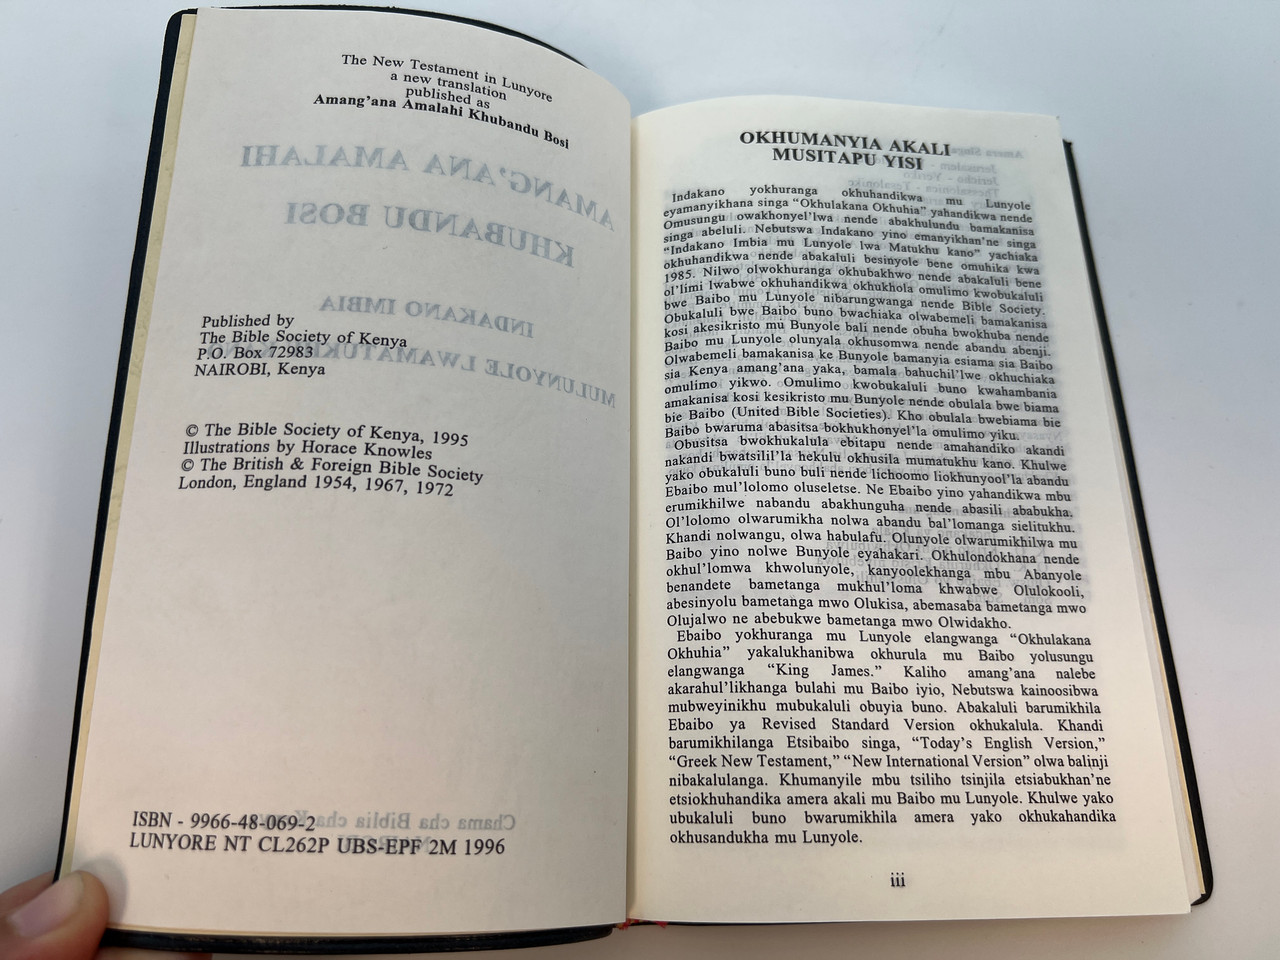 The New Testament in Lunyore
a new translation
published as
Amang'ana Amalahi Khubandu Bosi
Published by
The Bible Society of Kenya
P.O. Box 72983
NAIROBI, Kenya
© The Bible Society of Kenya, 1995
Illustrations by Horace Knowles
© The British & Foreign Bible Society
London, England 1954, 1967, 1972
ISBN - 9966-48-069-2
LUNYORE NT CL262P UBS-EPF 2M 1996
OKHUMANYIA AKALI
MUSITAPU YISI
Indakano yokhuranga okhuhandikwa mu Lunyole
eyamanyikhana singa “Okhulakana Okhuhia” yahandikwa nende
Omusungu owakhonyel'lwa nende abakhulundu bamakanisa
singa abeluli. Nebutswa Indakano yino emanyikhan'ne singa
“Indakano Imbia mu Lunyole lwa Matukhu kano” yachiaka
okhuhandikwa nende abakaluli besinyole bene omuhika kwa
1985. Nilwo olwokhuranga okhubakhwo nende abakaluli bene
ol'limi lwabwe okhuhandikwa okhukhola omulimo kwobukaluli
bwe Baibo mu Lunyole nibarungwanga nende Bible Society.
Obukaluli bwe Baibo buno bwachiaka olwabemeli bamakanisa
kosi akesikristo mu Bunyole bali nende obuha bwokhuba nende
Baibo mu Lunyole olunyala okhusomwa nende abandu abenji.
Olwabemeli bamakanisa ke Bunyole bamanyia esiama sia Baibo
sia Kenya amang'ana yaka, bamala bahuchil'lwe okhuchiaka
omulimo yikwo. Omulimo kwobukaluli buno kwahambania
amakanisa kosi kesikristo mu Bunyole nende obulala bwe biama
bie Baibo (United Bible Societies). Kho obulala bwebiama be
Baibo bwaruma abasitsa bokhukhonyel'la omulimo yiku.
Obusitsa bwokhukalula ebitapu nende amahandiko akandi
nakandi bwatsilil'la hekulu okhusila mumatukhu kano. Khulwe
yako obukaluli buno buli nende lichoomo liokhunyool'la abandu
Ebaibo mul'lolomo oluseletse. Ne Ebaibo yino yahandikwa mbu
erumikhilwe nabandu abakhunguha nende abasili ababukha.
Ol'lolomo olwarumikha nolwa abandu bal'lomanga sielitukhu.
Khandi nolwangu, olwa habulafu. Olunyole olwarumikhilwa mu
Baibo yino nolwe Bunyole eyahakari. Okhulondokhana nende
okhul'lomwa khwolunyole, kanyoolekhanga mbu Abanyole
benandete bametanga mukhul'loma khwabwe Olulokooli,
abesinyolu bametanga mwo Olukisa, abemasaba bametanga mwo
Olujalwo ne abebukwe bametanga mwo Olwidakho.
Ebaibo yokhuranga mu Lunyole elangwanga “Okhulakana
Okhuhia” yakalukhanibwa okhurula mu Baibo yolusungu
elangwanga “King James.” Kaliho amang'ana nalebe
akarahul'likhanga bulahi mu Baibo iyio, Nebutswa kainoosibwa
mubweyinikhu mubukaluli obuyia buno. Abakaluli barumikhila
Ebaibo ya Revised Standard Version okhukalula. Khandi
barumikhilanga Etsibaibo singa, “Today's English Version,”
“Greek New Testament,” “New International Version” olwa balinji
nibakalulanga. Khumanyile mbu tsiliho tsinjila etsiabukhan'ne
etsiokhuhandika amera akali mu Baibo mu Lunyole. Khulwe yako
ubukaluli buno bwarumikhila amera yako okhukahandika
okhusandukha mu Lunyole.
iii